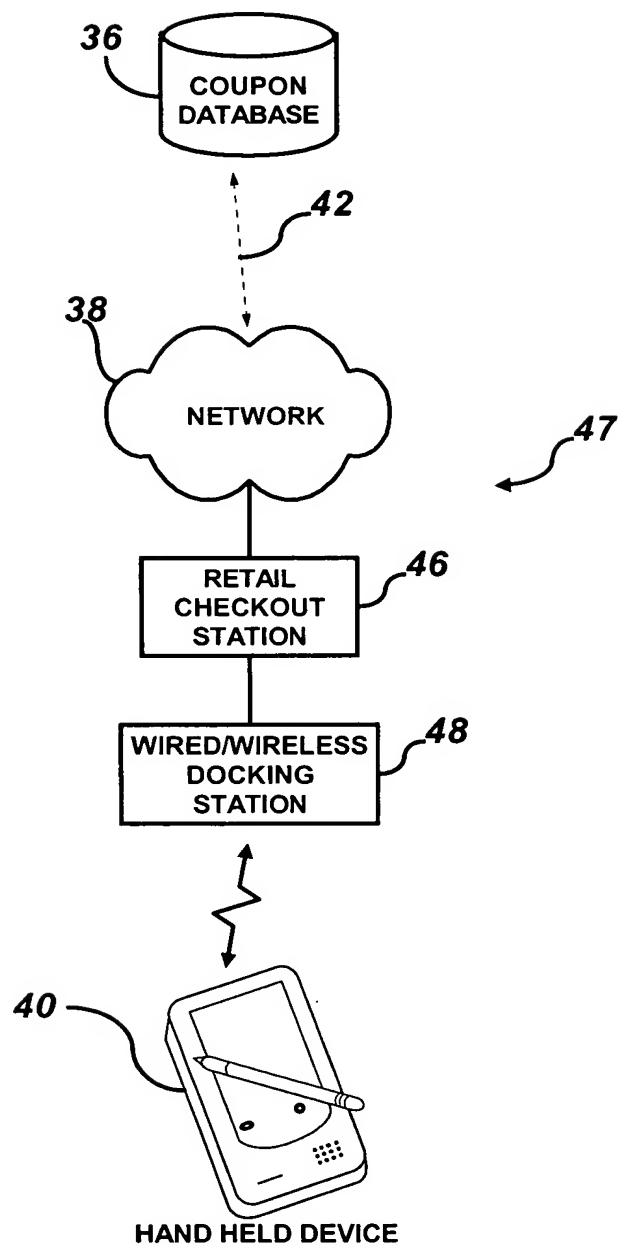 36
COUPON
DATABASE
42
38
NETWORK
47
RETAIL
CHECKOUT
STATION
46
WIRED/WIRELESS
DOCKING
STATION
48
40
HAND HELD DEVICE